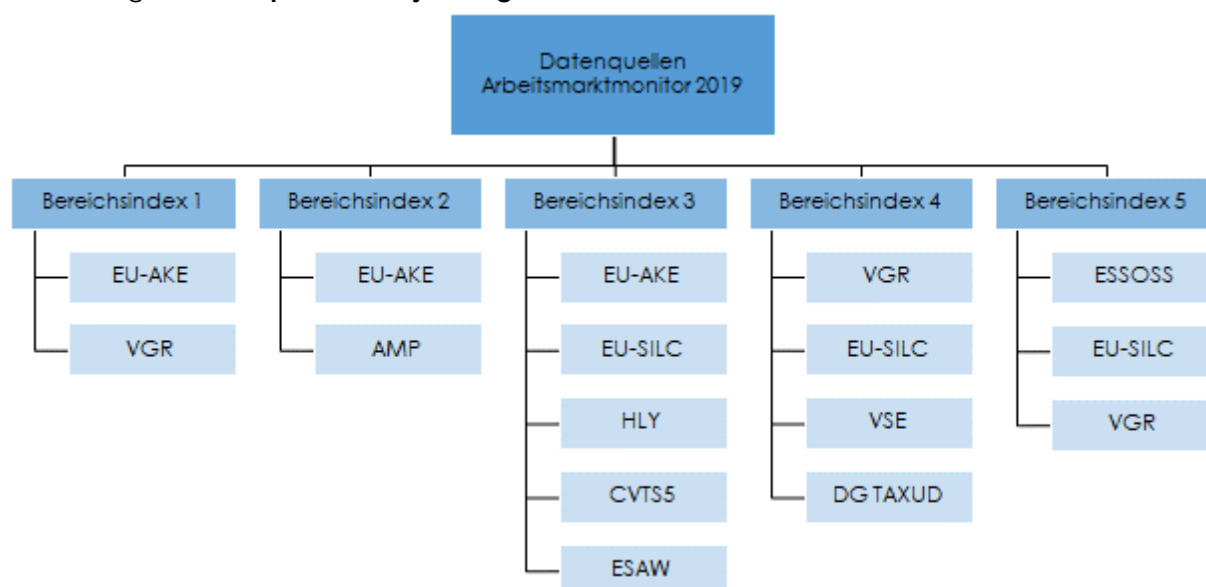 Datenquellen
Arbeitsmarktmonitor 2019
Bereichsindex 1
EU-AKE
VGR
Bereichsindex 2
EU-AKE
AMP
Bereichsindex 3
EU-AKE
EU-SILC
HLY
CVTS5
ESAW
Bereichsindex 4
VGR
EU-SILC
VSE
DG TAXUD
Bereichsindex 5
ESSOSS
EU-SILC
VGR